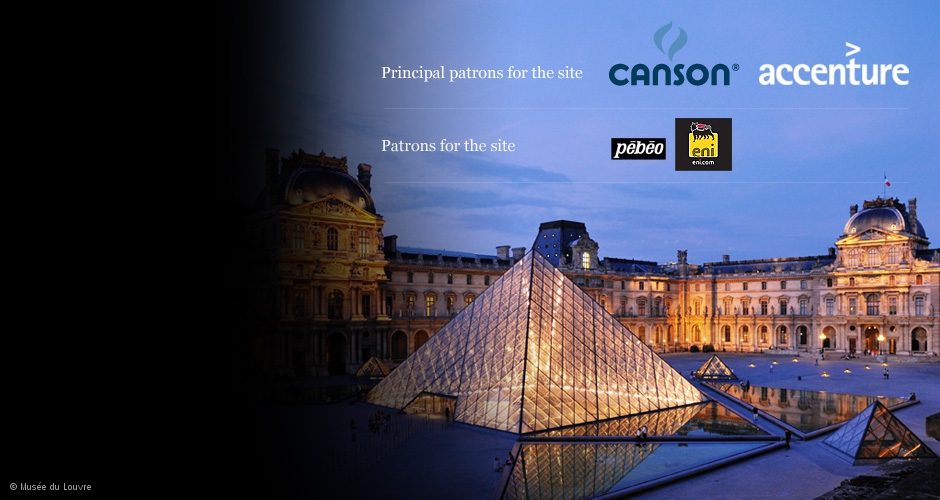 Principal patrons for the site
CANSON®
accenture
Patrons for the site
pēbēo
eni
eni.com
© Musée du Louvre